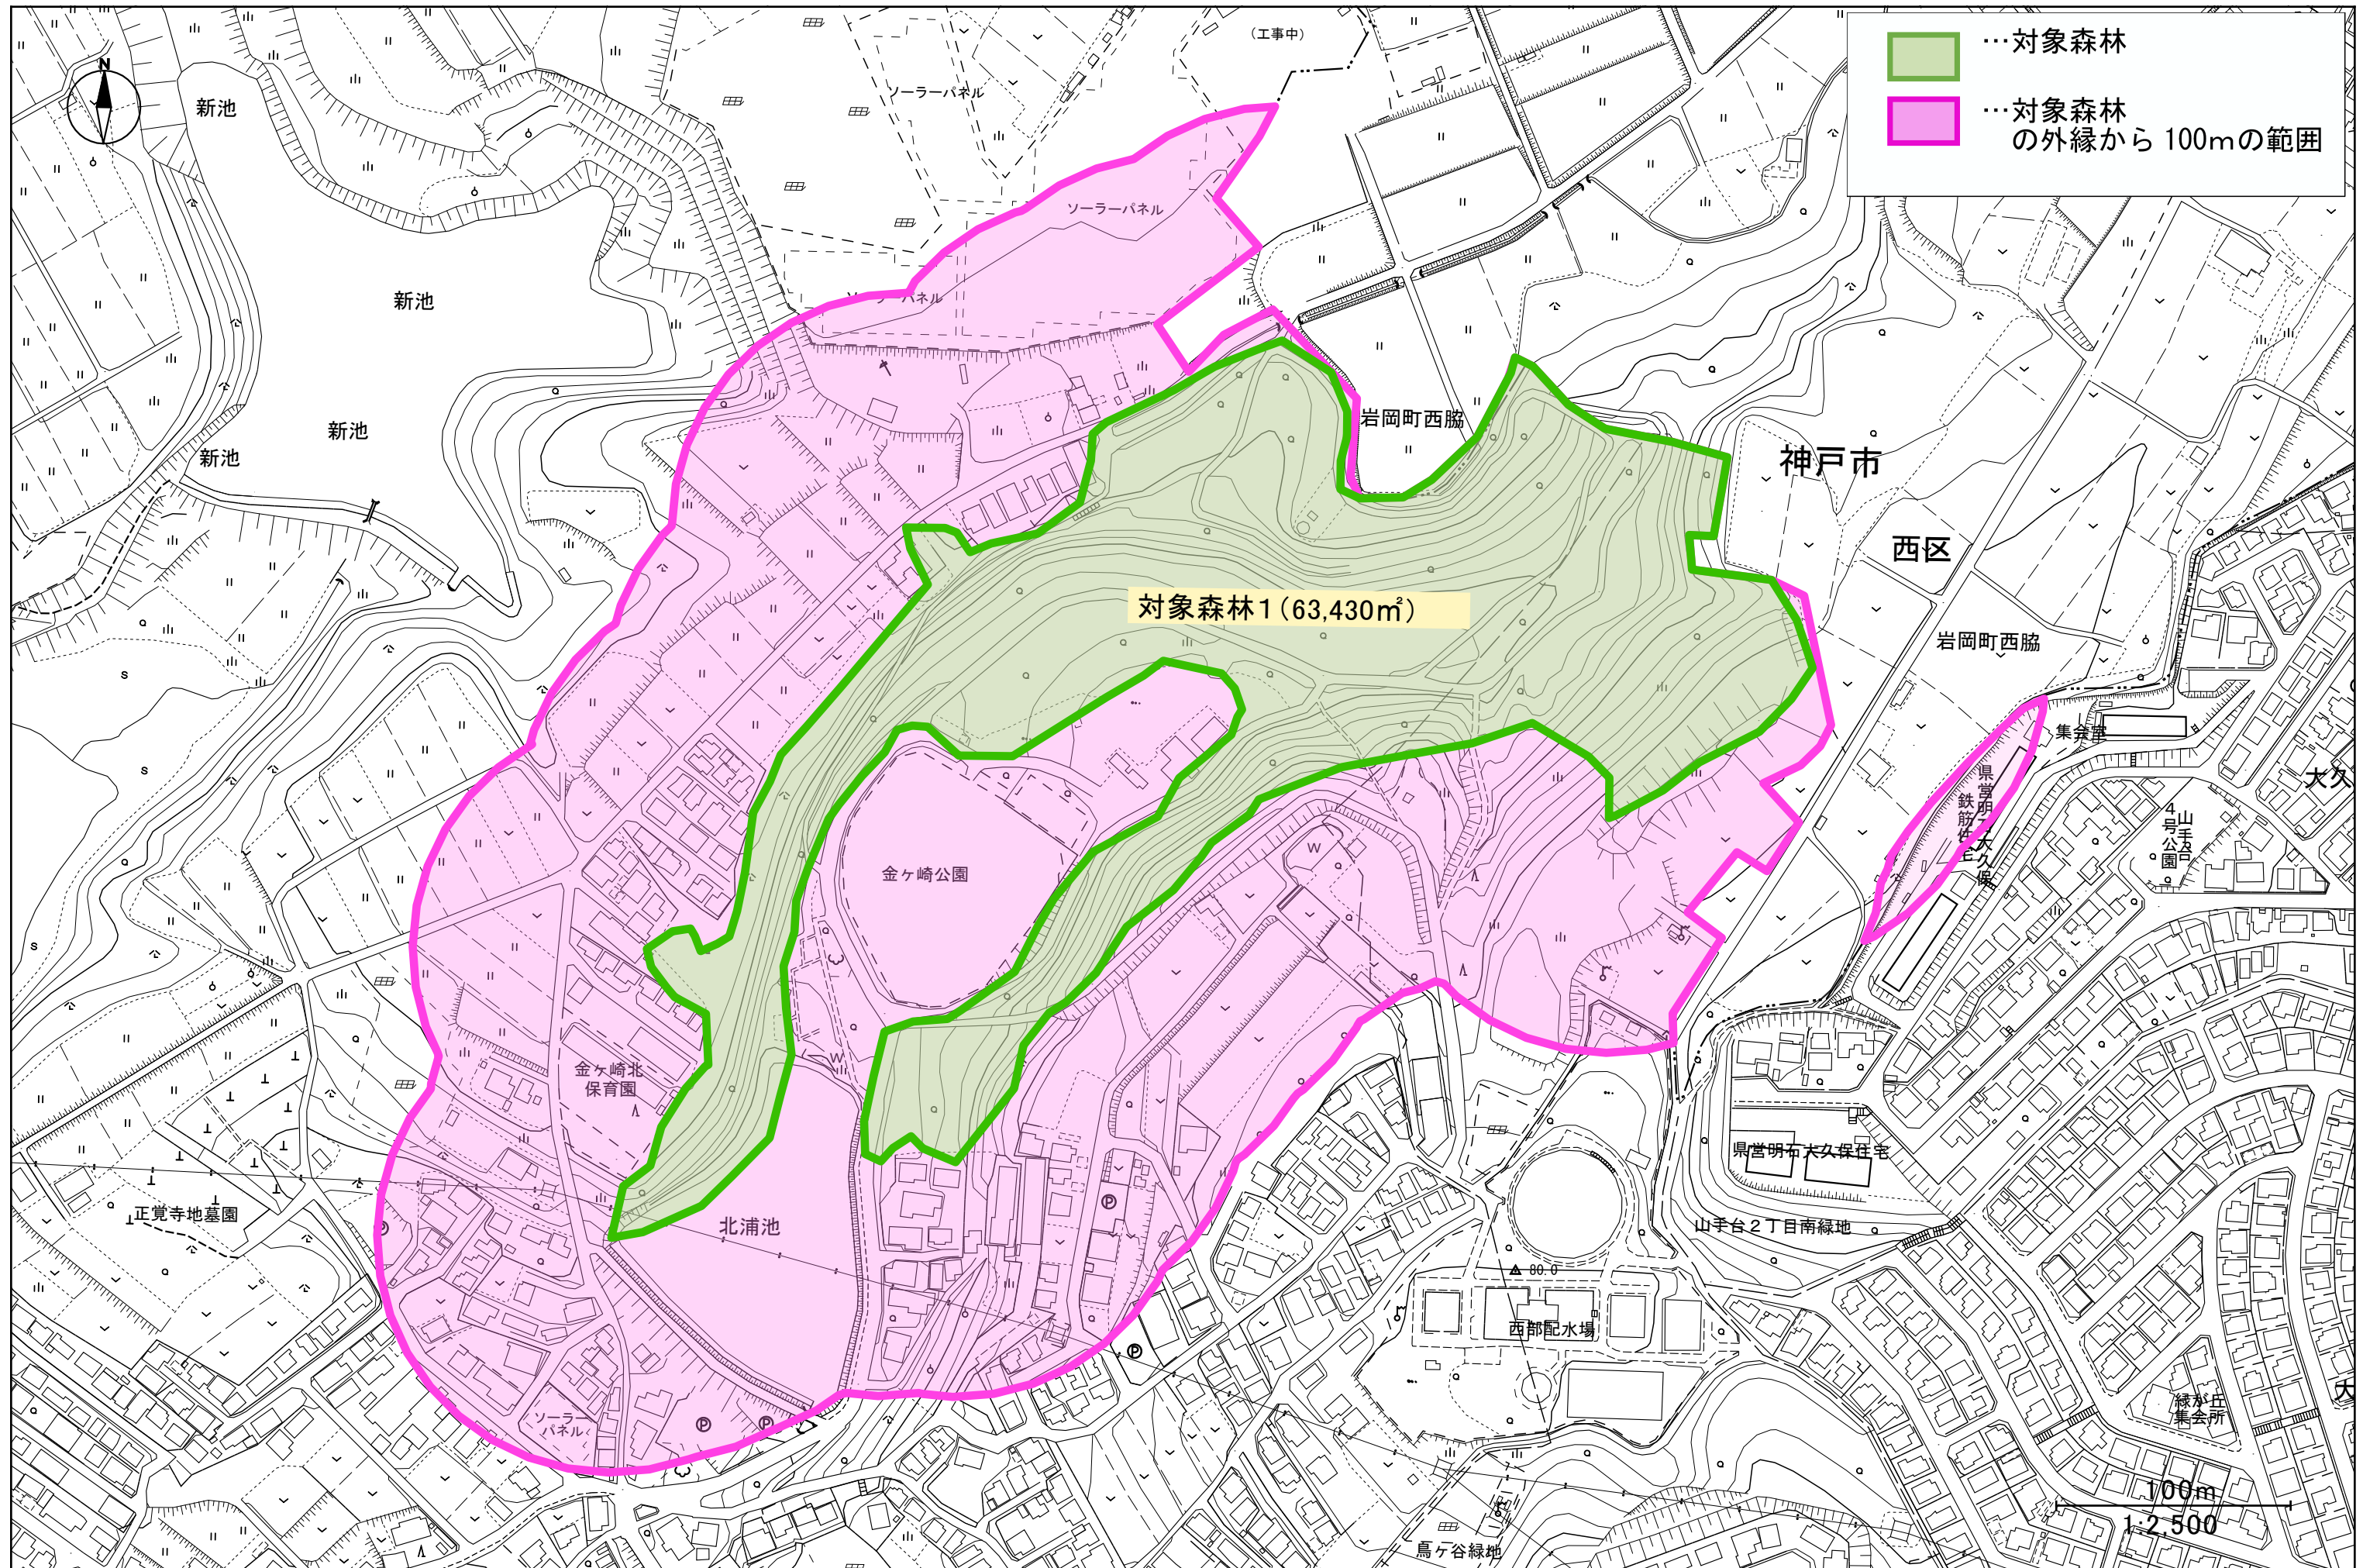 …対象森林
…対象森林
の外縁から 100mの範囲
N
(工事中)
ソーラーパネル
新池
ソーラーパネル
新池
新池
新池
岩岡町西脇
神戸市
西区
対象森林1(63,430㎡)
岩岡町西脇
集会室
県営明石大久保
鉄筋住宅
山手台
4号公園
大久
金ヶ崎公園
W
W
金ヶ崎北
保育園
正覚寺地墓園
北浦池
県営明石大久保住宅
山手台2丁目南緑地
80.0
西部配水場
ソーラー
パネル
緑が丘
集会所
大
100m
1:2,500
鳥ヶ谷緑地